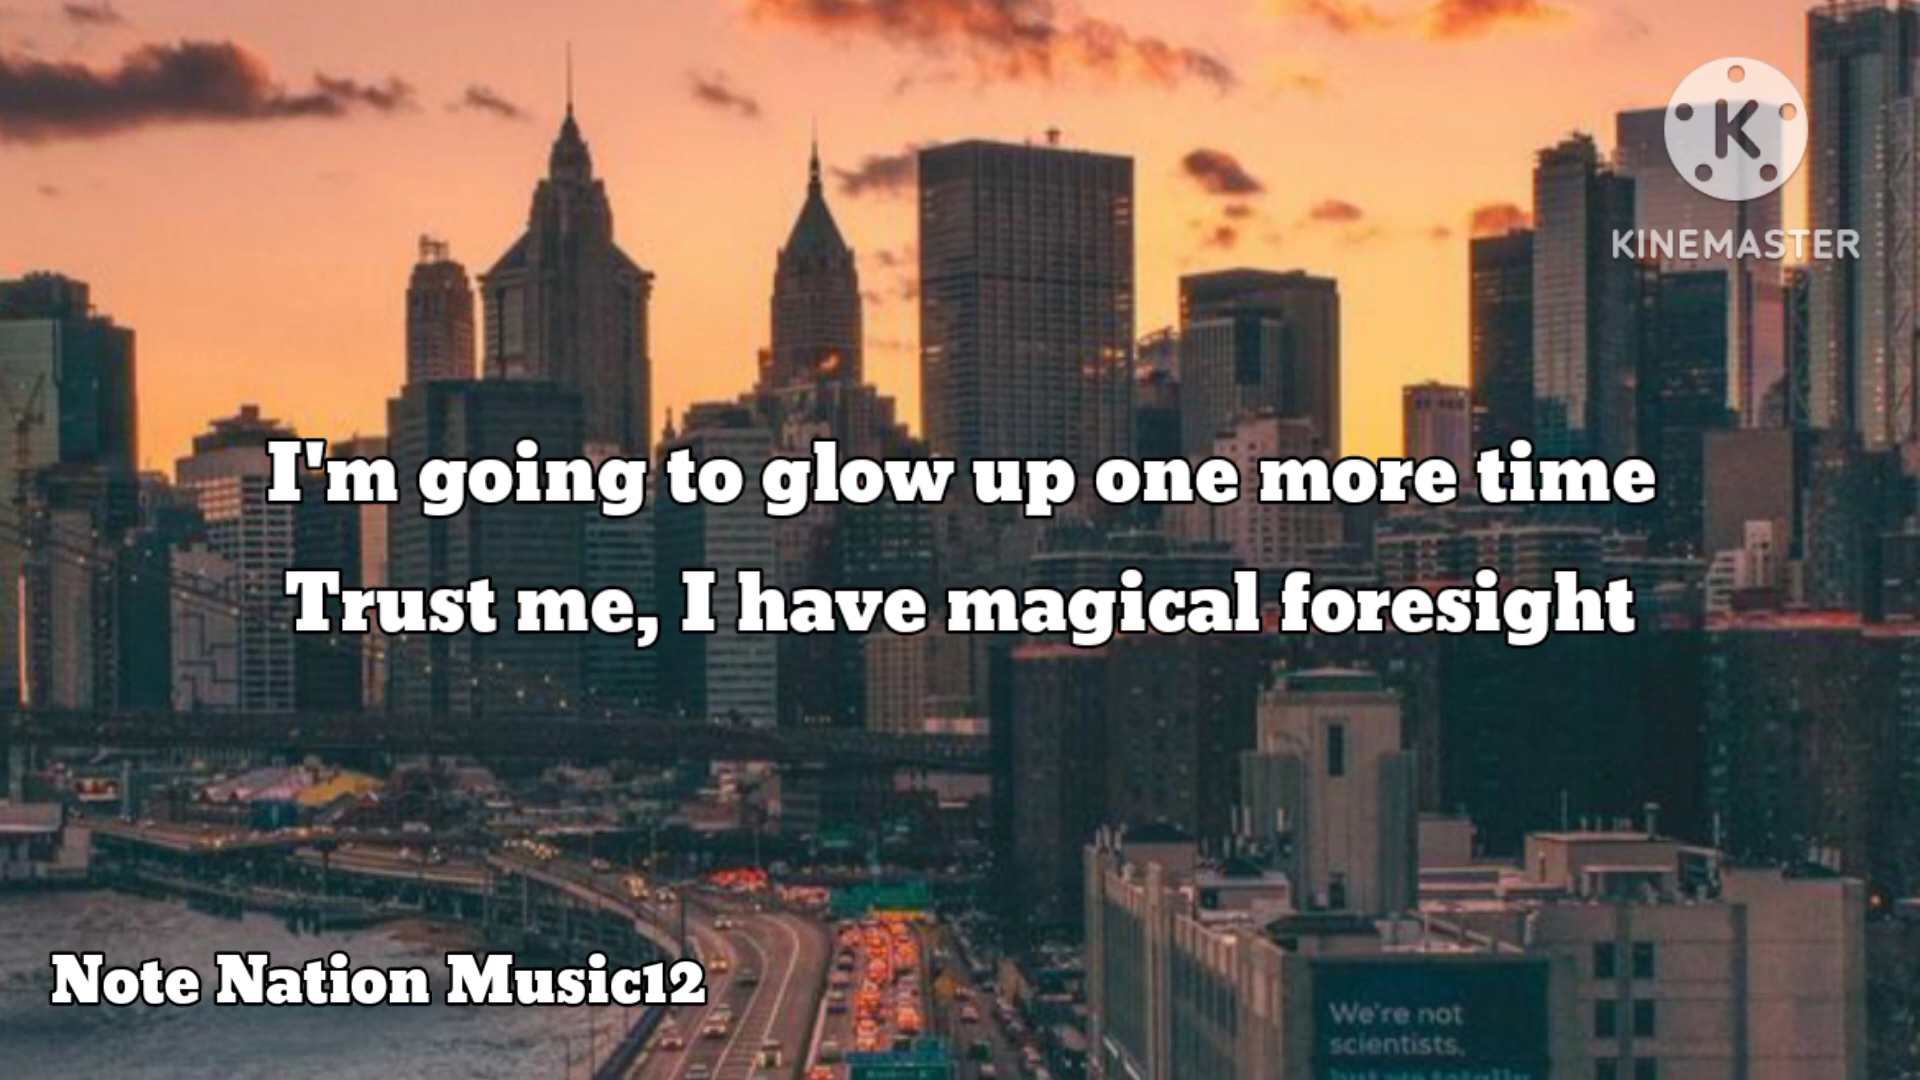 K
KINEMASTER
I'm going to glow up one more time
Trust me, I have magical foresight
Note Nation Music12
We're not
scientists,